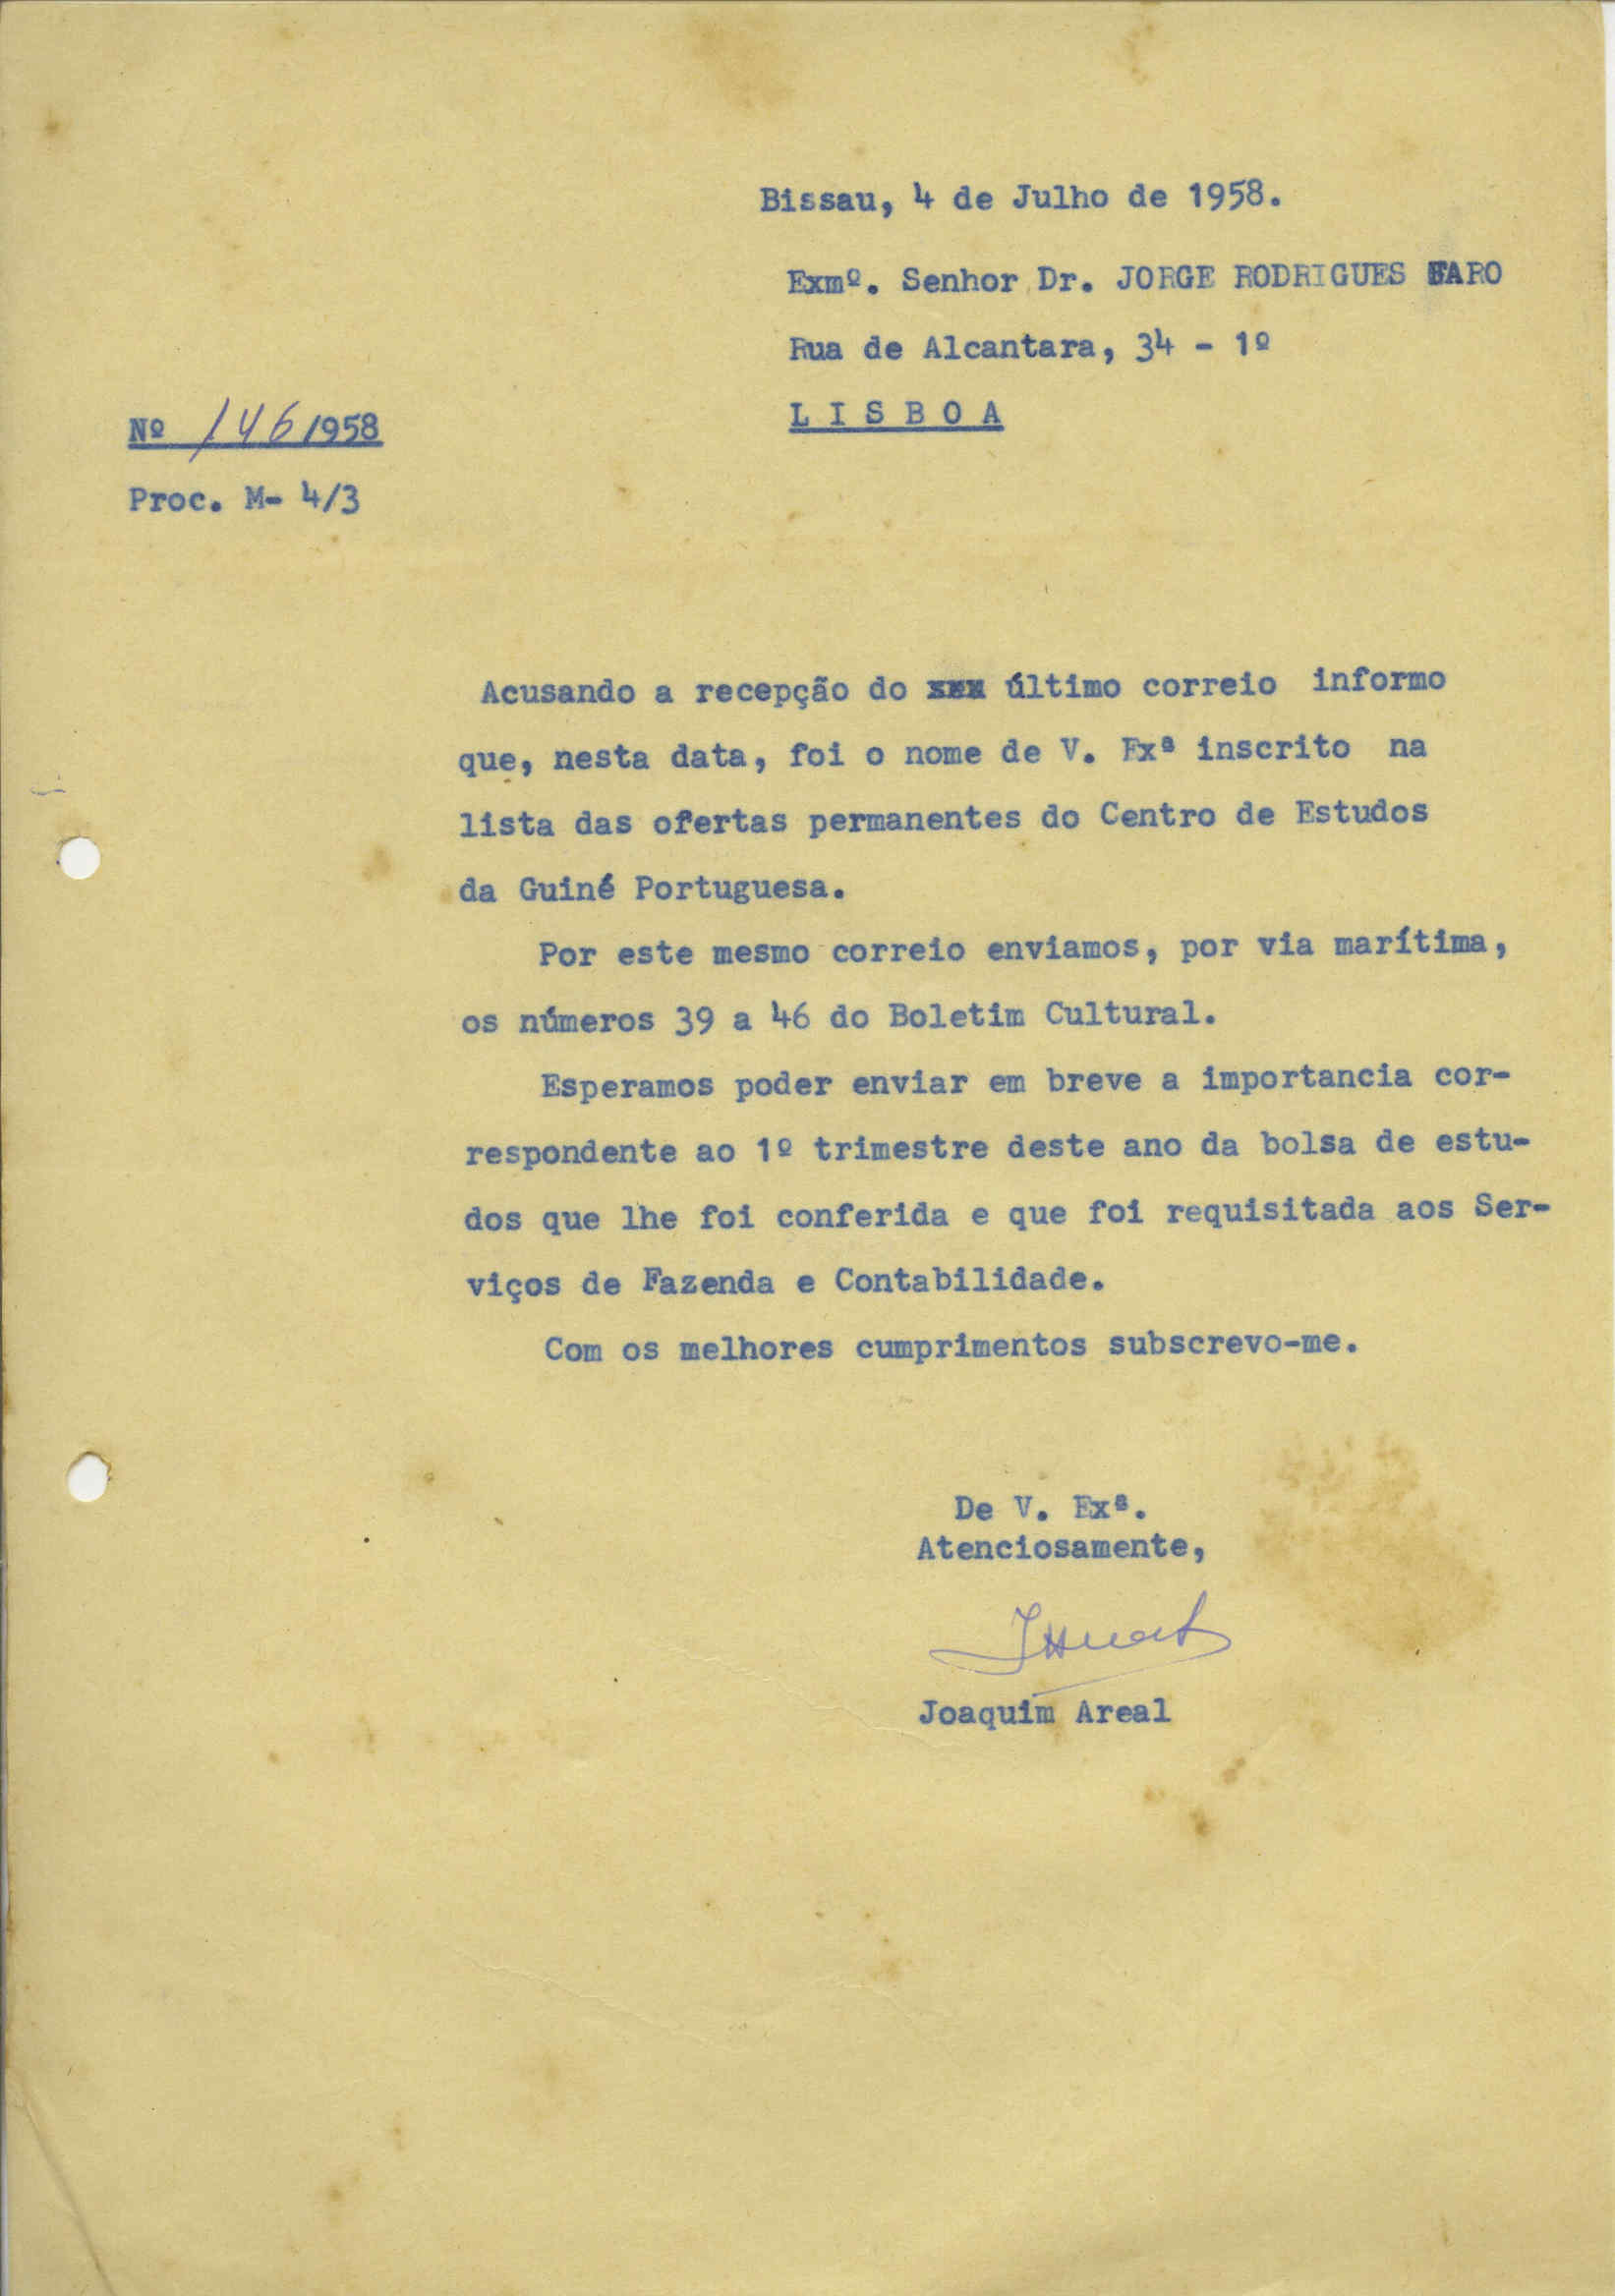 Bissau, 4 de Julho de 1958.
Exmº. Senhor Dr. JORGE RODRIGUES FARO
Rua de Alcantara, 34 - 1º
L I S B O A
Nº 146/1958
Proc. M- 4/3
Acusando a recepção do xxx último correio informo
que, nesta data, foi o nome de V. Exª inscrito na
lista das ofertas permanentes do Centro de Estudos
da Guiné Portuguesa.
Por este mesmo correio enviamos, por via marítima,
os números 39 a 46 do Boletim Cultural.
Esperamos poder enviar em breve a importancia cor-
respondente ao 1º trimestre deste ano da bolsa de estu-
dos que lhe foi conferida e que foi requisitada aos Ser-
viços de Fazenda e Contabilidade.
Com os melhores cumprimentos subscrevo-me.
De V. Exª.
Atenciosamente,
Joaquim Areal